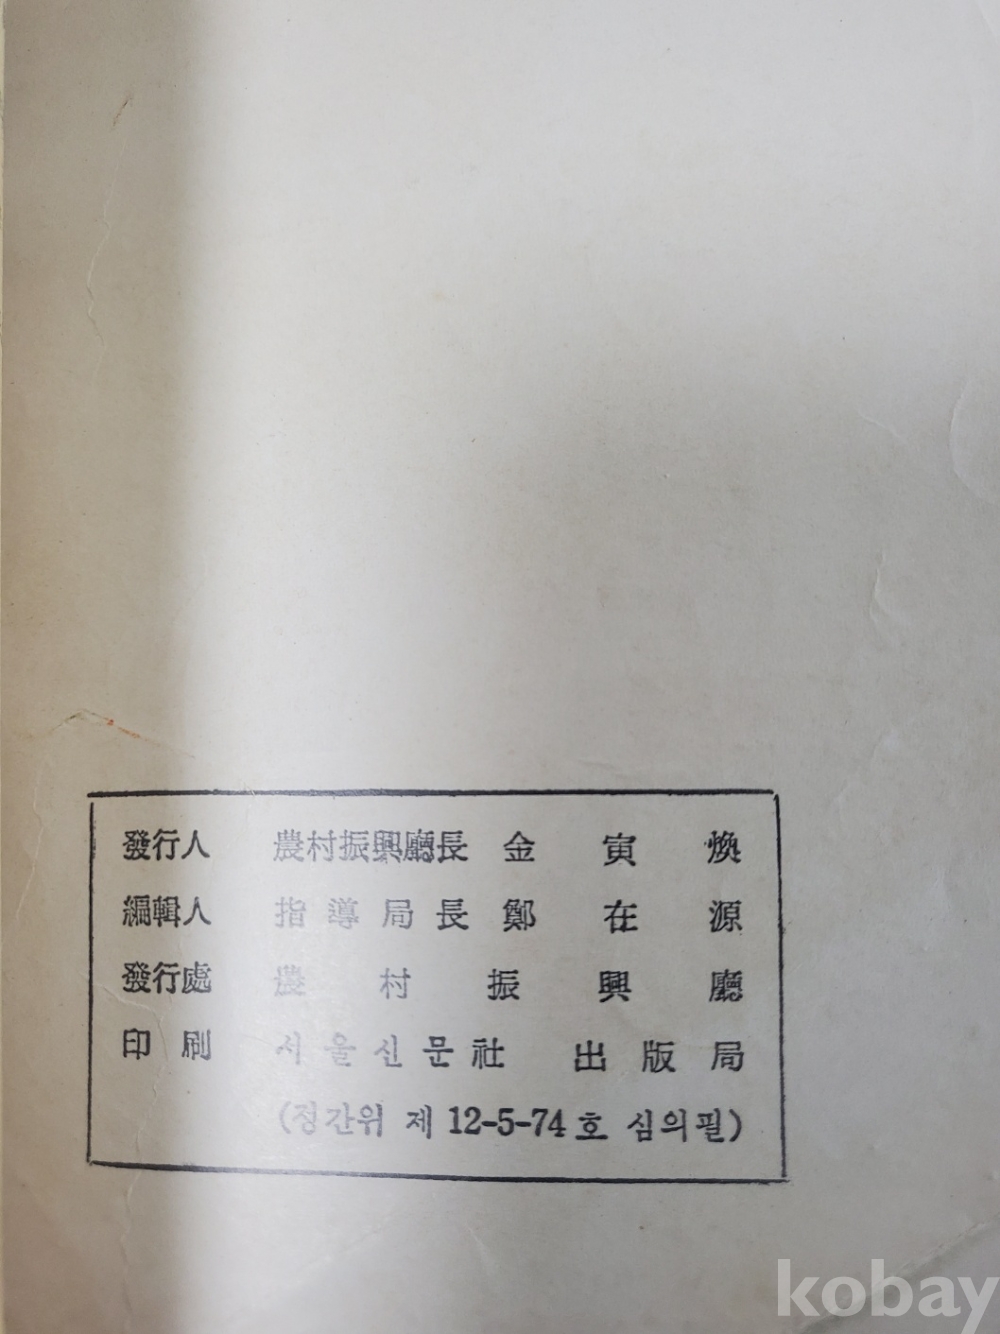 發行人 農村振興廳長 金寅煥
編輯人 指導局長 鄭在源
發行處 農村振興廳
印刷 서울신문社 出版局
(정간위 제 12-5-74호 심의필)
kobay